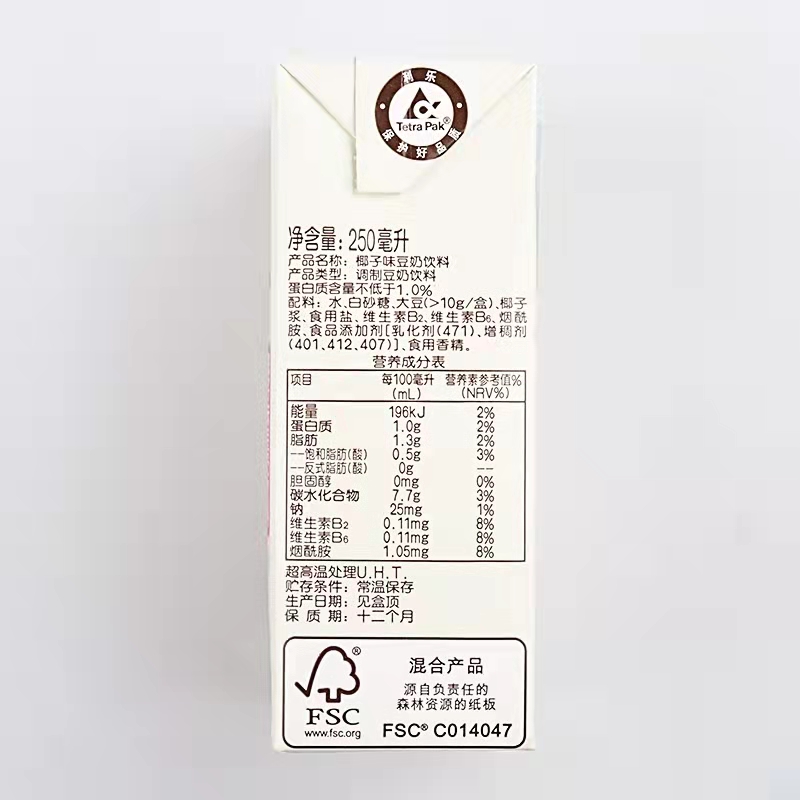 利乐
Tetra Pak®
保护好品质
净含量：250毫升
产品名称：椰子味豆奶饮料
产品类型：调制豆奶饮料
蛋白质含量不低于1.0%
配料：水、白砂糖、大豆(>10g/盒)、椰子
浆、食用盐、维生素B₂、维生素B₆、烟酰
胺、食品添加剂[乳化剂(471)、增稠剂
(401、412、407)]、食用香精。
营养成分表
项目 每100毫升 营养素参考值%
(mL) (NRV%)
能量 196kJ 2%
蛋白质 1.0g 2%
脂肪 1.3g 2%
--饱和脂肪(酸) 0.5g 3%
--反式脂肪(酸) 0g --
胆固醇 0mg 0%
碳水化合物 7.7g 3%
钠 25mg 1%
维生素B₂ 0.11mg 8%
维生素B₆ 0.11mg 8%
烟酰胺 1.05mg 8%
超高温处理U.H.T.
贮存条件：常温保存
生产日期：见盒顶
保质期：十二个月
混合产品
源自负责任的
森林资源的纸板
FSC® C014047
®
FSC
www.fsc.org